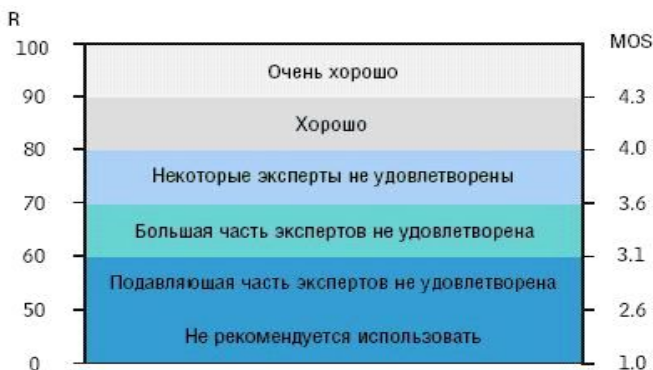 R
MOS
100
Очень хорошо
90
4.3
Хорошо
80
4.0
Некоторые эксперты не удовлетворены
70
3.6
Большая часть экспертов не удовлетворена
60
3.1
Подавляющая часть экспертов не удовлетворена
50
2.6
Не рекомендуется использовать
0
1.0